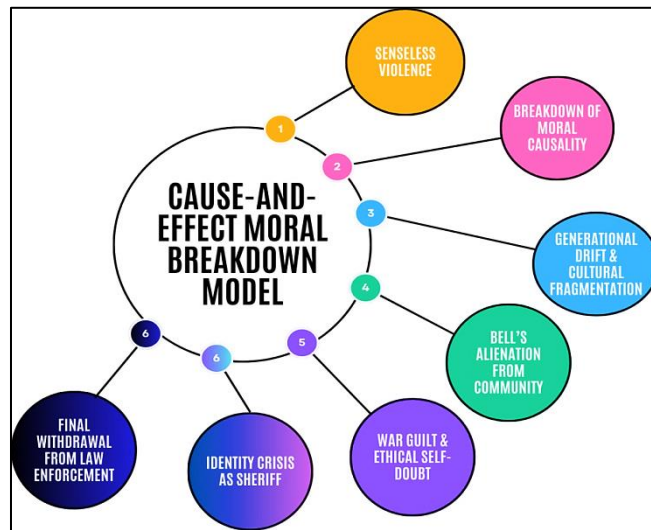 SENSELESS
VIOLENCE
1
BREAKDOWN OF
MORAL
CAUSALITY
2
CAUSE-AND-
EFFECT MORAL
BREAKDOWN
MODEL
3
GENERATIONAL
DRIFT &
CULTURAL
FRAGMENTATION
4
BELL'S
ALIENATION
FROM
COMMUNITY
5
WAR GUILT &
ETHICAL SELF-
DOUBT
6
IDENTITY CRISIS
AS SHERIFF
6
FINAL
WITHDRAWAL
FROM LAW
ENFORCEMENT